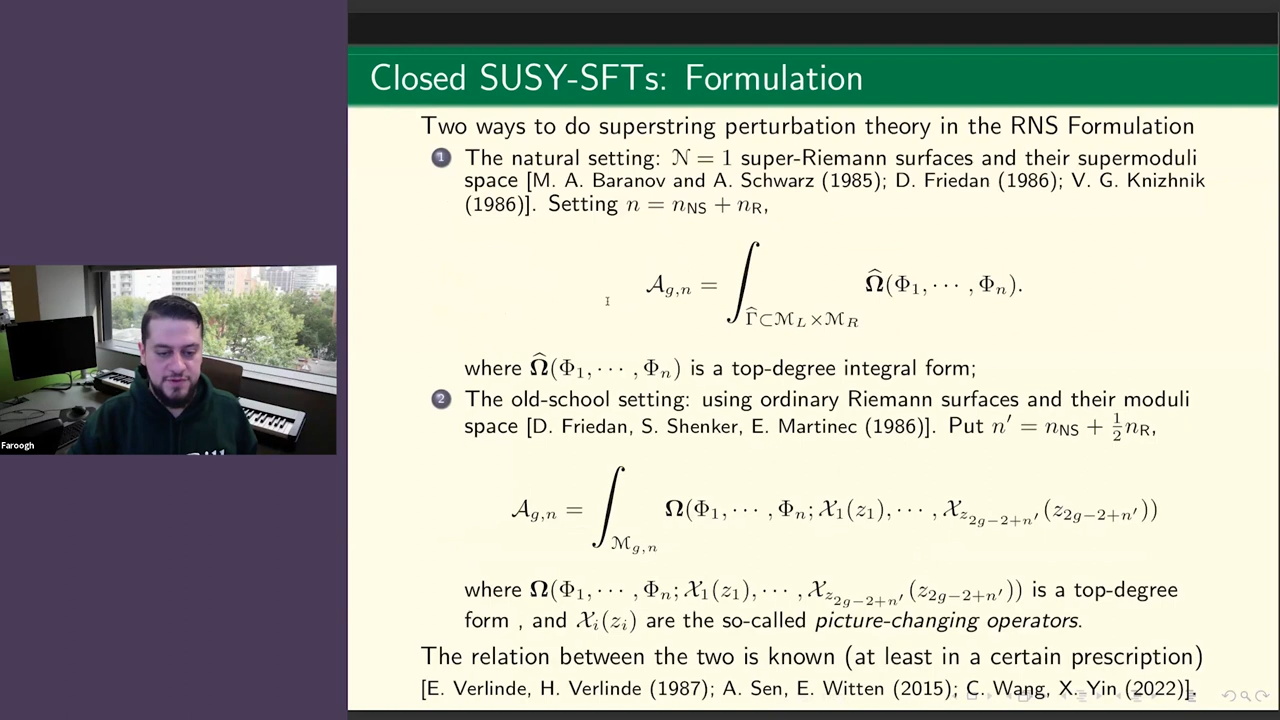 Closed SUSY-SFTs: Formulation
Two ways to do superstring perturbation theory in the RNS Formulation
1 The natural setting: 𝒩 = 1 super-Riemann surfaces and their supermoduli
space [M. A. Baranov and A. Schwarz (1985); D. Friedan (1986); V. G. Knizhnik
(1986)]. Setting n = n_NS + n_R,
𝒜_{g,n} = ∫_{Γ̂⊂ℳ_L×ℳ_R} Ω̂(Φ_1, ⋯ , Φ_n).
where Ω̂(Φ_1, ⋯ , Φ_n) is a top-degree integral form;
2 The old-school setting: using ordinary Riemann surfaces and their moduli
space [D. Friedan, S. Shenker, E. Martinec (1986)]. Put n′ = n_NS + ½n_R,
𝒜_{g,n} = ∫_{ℳ_{g,n}} Ω(Φ_1, ⋯ , Φ_n; 𝒳_1(z_1), ⋯ , 𝒳_{z_{2g−2+n′}}(z_{2g−2+n′}))
where Ω(Φ_1, ⋯ , Φ_n; 𝒳_1(z_1), ⋯ , 𝒳_{z_{2g−2+n′}}(z_{2g−2+n′})) is a top-degree
form , and 𝒳_i(z_i) are the so-called picture-changing operators.
The relation between the two is known (at least in a certain prescription)
[E. Verlinde, H. Verlinde (1987); A. Sen, E. Witten (2015); C. Wang, X. Yin (2022)].
Faroogh